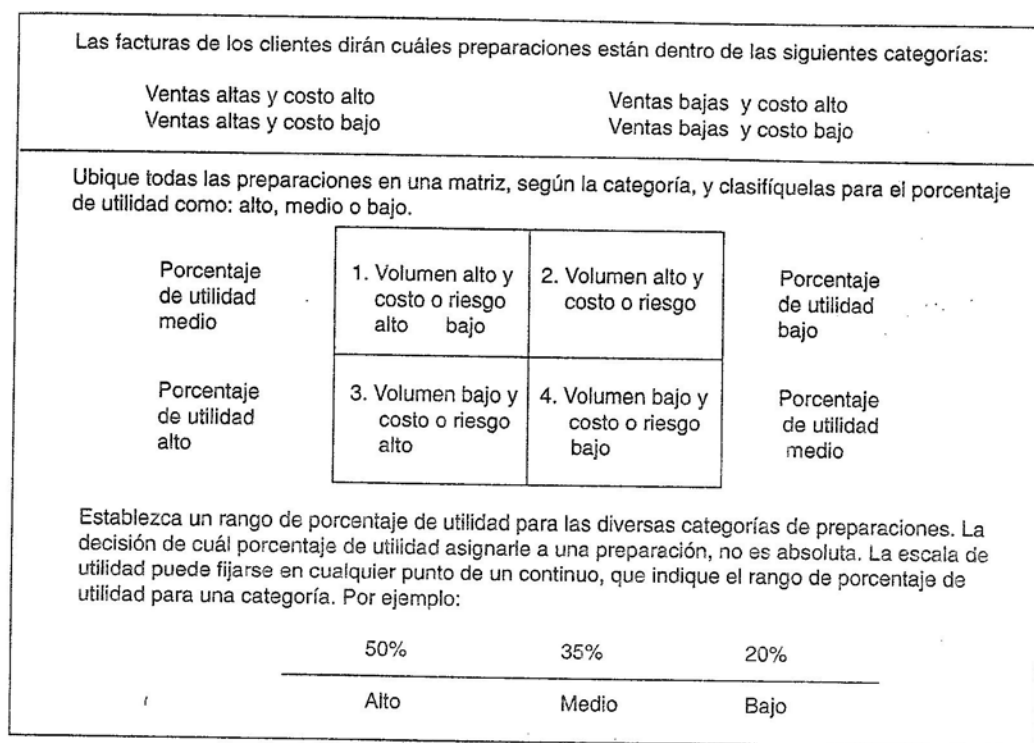 Las facturas de los clientes dirán cuáles preparaciones están dentro de las siguientes categorías:
Ventas altas y costo alto
Ventas altas y costo bajo
Ventas bajas y costo alto
Ventas bajas y costo bajo
Ubique todas las preparaciones en una matriz, según la categoría, y clasifíquelas para el porcentaje
de utilidad como: alto, medio o bajo.
Porcentaje
de utilidad
medio
1. Volumen alto y
costo o riesgo
alto bajo
2. Volumen alto y
costo o riesgo
Porcentaje
de utilidad
bajo
Porcentaje
de utilidad
alto
3. Volumen bajo y
costo o riesgo
alto
4. Volumen bajo y
costo o riesgo
bajo
Porcentaje
de utilidad
medio
Establezca un rango de porcentaje de utilidad para las diversas categorías de preparaciones. La
decisión de cuál porcentaje de utilidad asignarle a una preparación, no es absoluta. La escala de
utilidad puede fijarse en cualquier punto de un continuo, que indique el rango de porcentaje de
utilidad para una categoría. Por ejemplo:
50% 35% 20%
Alto Medio Bajo